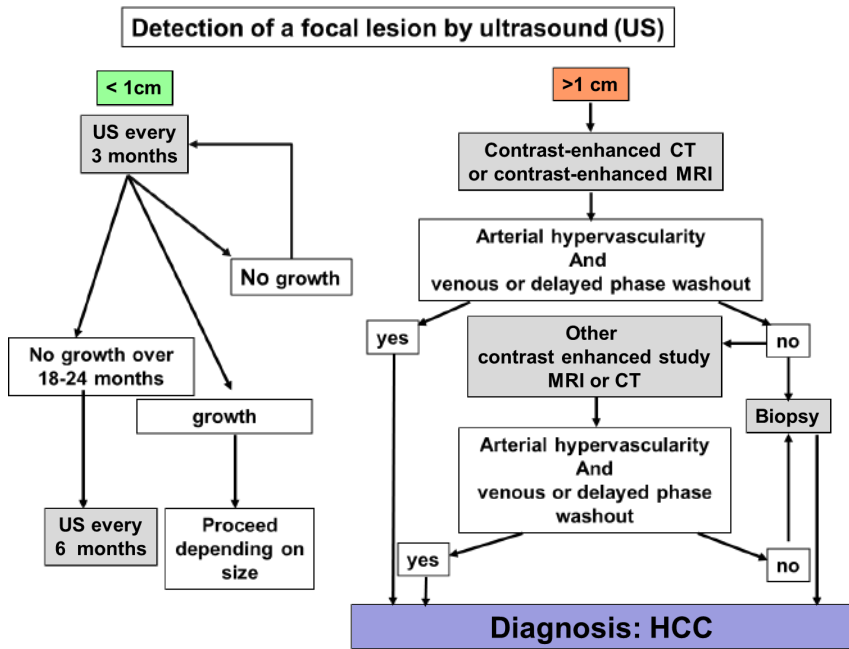 Detection of a focal lesion by ultrasound (US)
< 1cm
US every
3 months
No growth
No growth over
18-24 months
growth
US every
6 months
Proceed
depending on
size
>1 cm
Contrast-enhanced CT
or contrast-enhanced MRI
Arterial hypervascularity
And
venous or delayed phase washout
yes
no
Other
contrast enhanced study
MRI or CT
Biopsy
Arterial hypervascularity
And
venous or delayed phase
washout
yes
no
Diagnosis: HCC